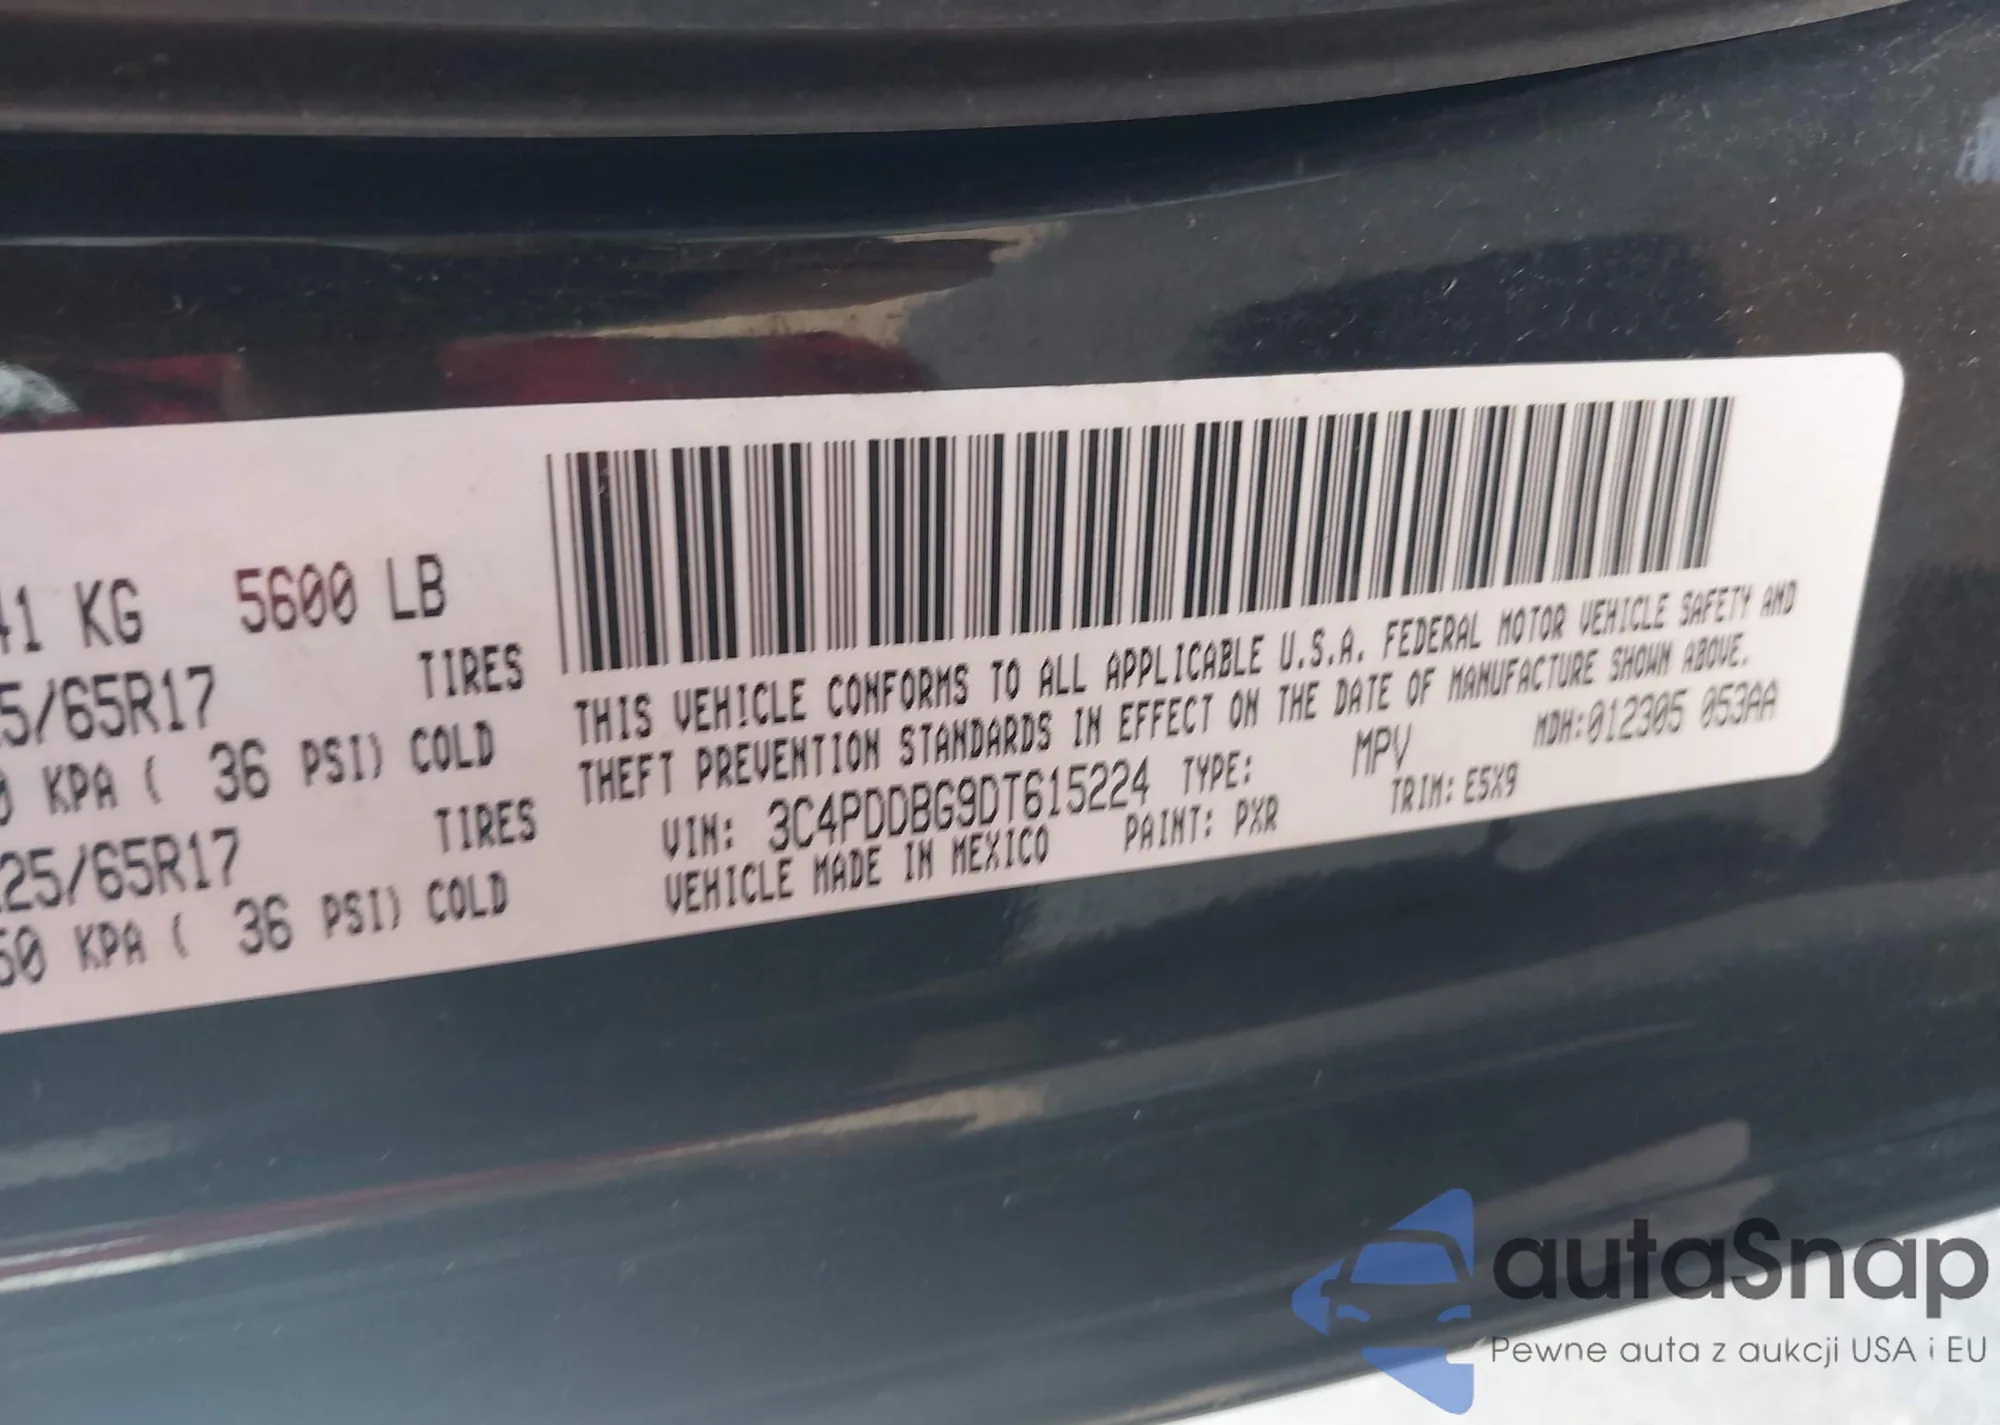 41 KG 5600 LB
5/65R17 TIRES
0 KPA ( 36 PSI) COLD
25/65R17 TIRES
50 KPA ( 36 PSI) COLD
THIS VEHICLE CONFORMS TO ALL APPLICABLE U.S.A. FEDERAL MOTOR VEHICLE SAFETY AND
THEFT PREVENTION STANDARDS IN EFFECT ON THE DATE OF MANUFACTURE SHOWN ABOVE.
VIN: 3C4PDDBG9DT615224 TYPE: MPV MDH:012305 053AA
VEHICLE MADE IN MEXICO PAINT: PXR TRIM: E5X9
autaSnap
Pewne auta z aukcji USA i EU